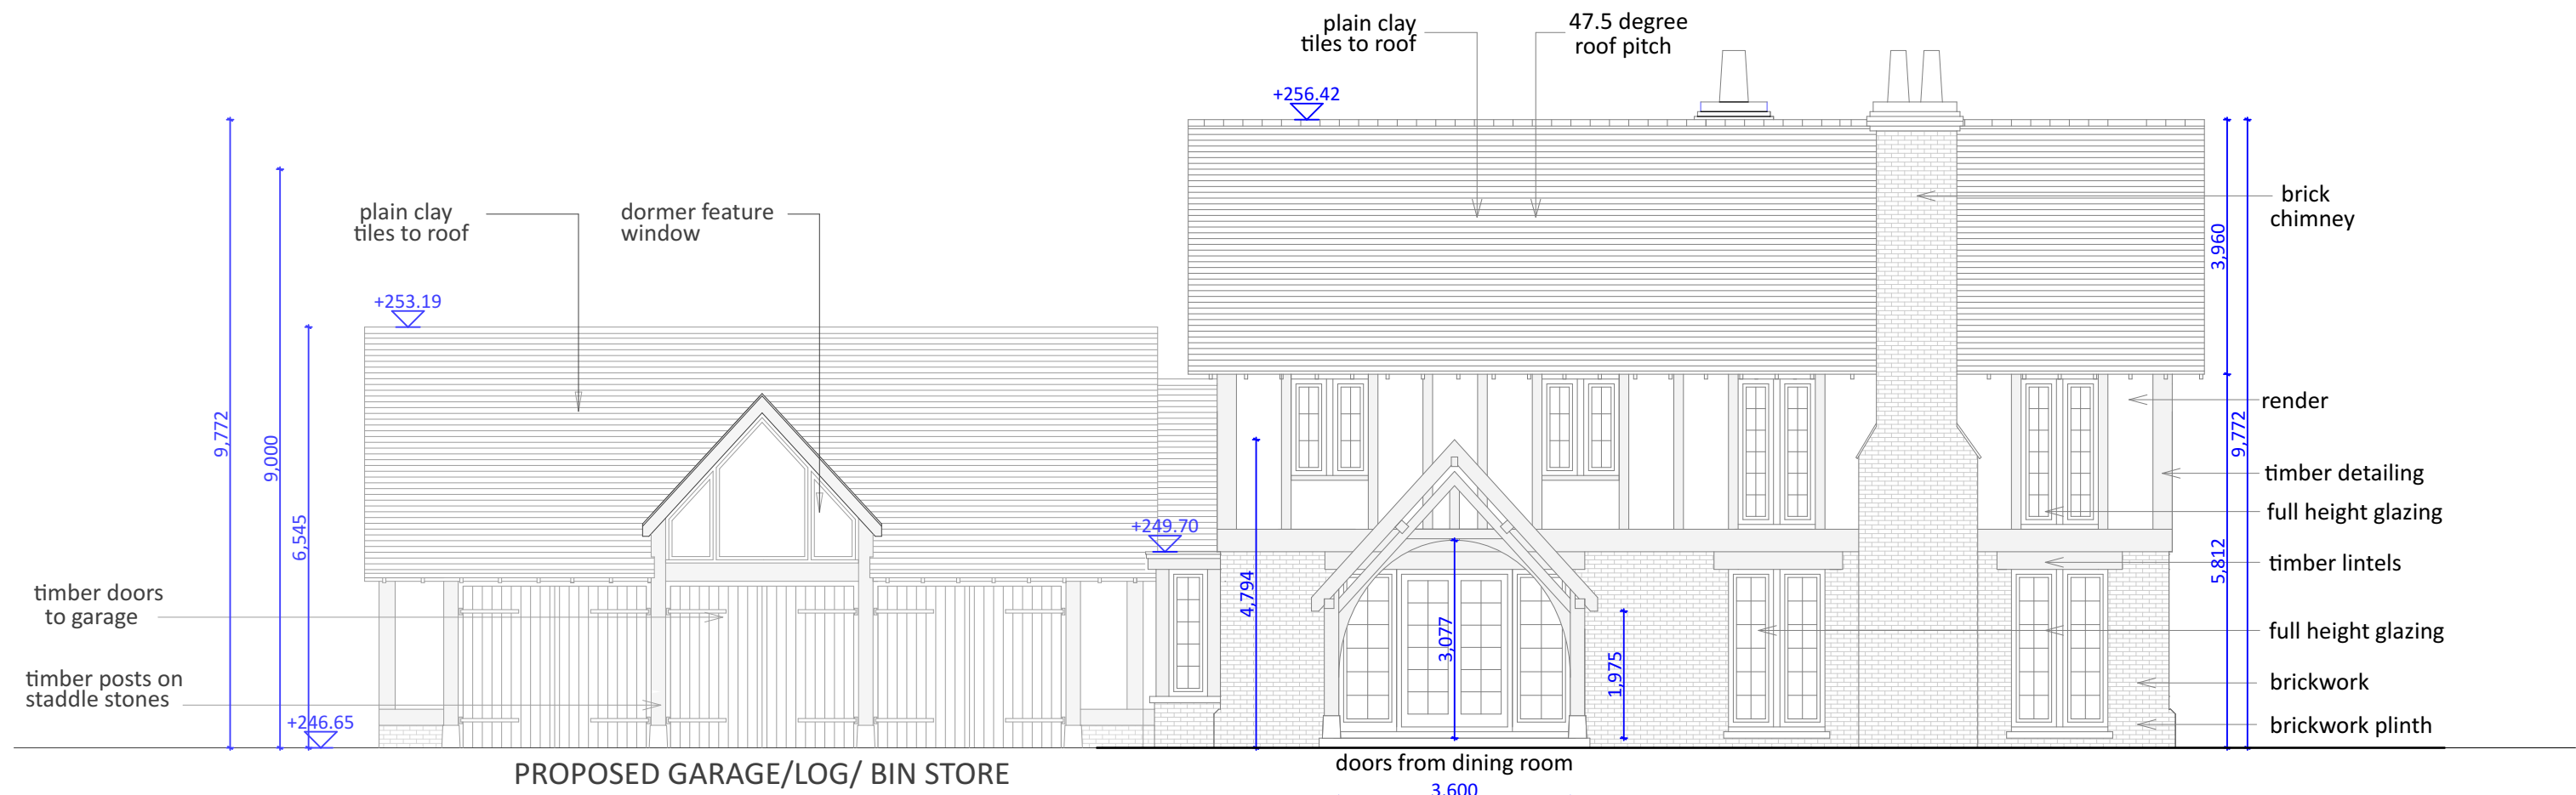 plain clay
tiles to roof
47.5 degree
roof pitch
+256.42
brick
chimney
3,960
plain clay
tiles to roof
dormer feature
window
+253.19
9,772
9,000
6,545
render
9,772
timber detailing
full height glazing
+249.70
timber lintels
5,812
4,794
timber doors
to garage
3,077
1,975
full height glazing
timber posts on
staddle stones
brickwork
+246.65
brickwork plinth
PROPOSED GARAGE/LOG/ BIN STORE
doors from dining room
3,600